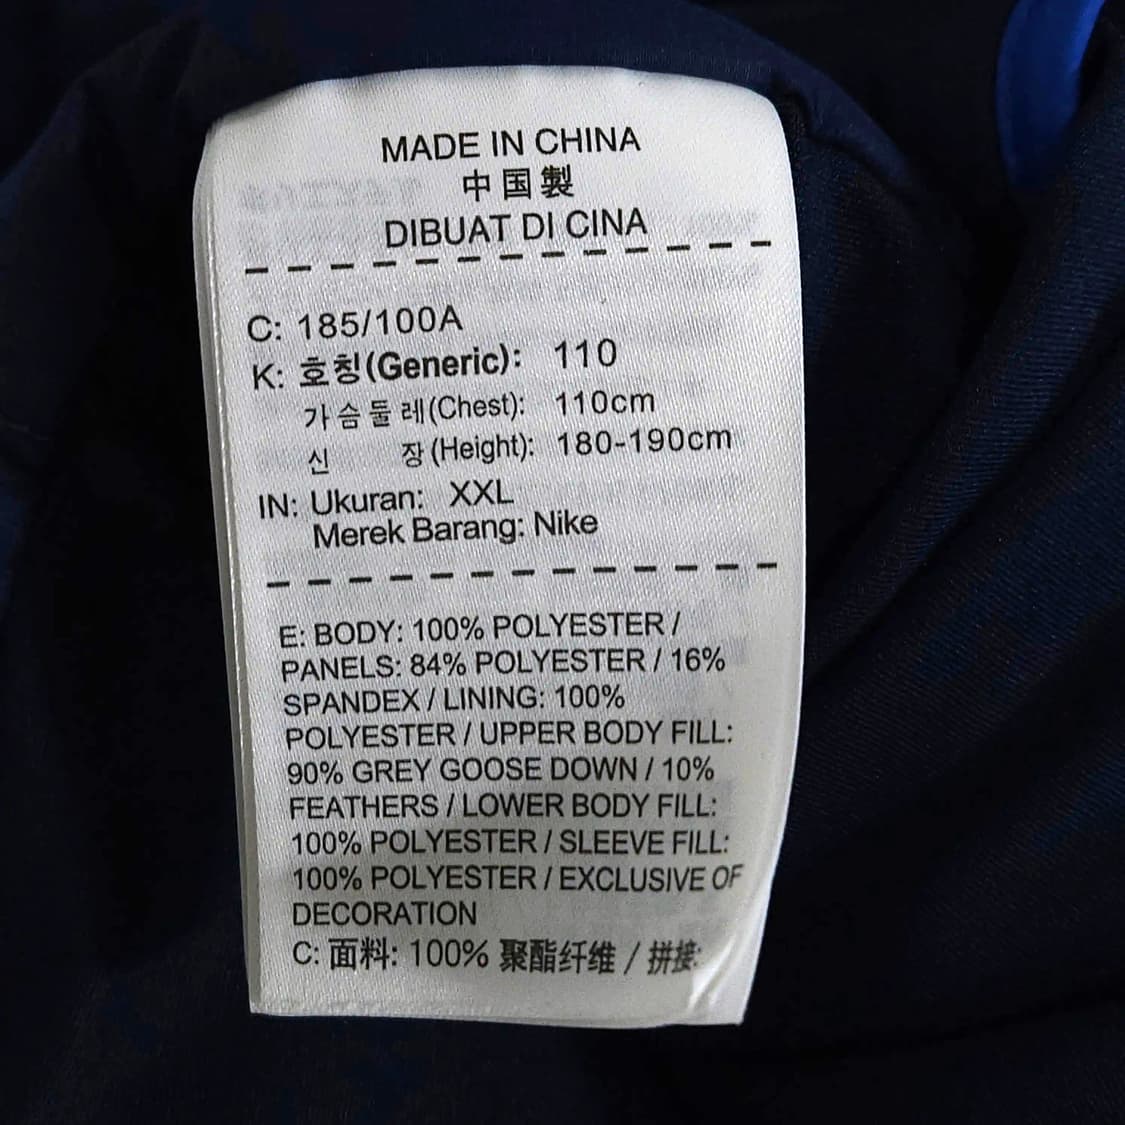 MADE IN CHINA
中国製
DIBUAT DI CINA
C: 185/100A
K: 호칭(Generic): 110
가슴둘레(Chest): 110cm
신 장(Height): 180-190cm
IN: Ukuran: XXL
Merek Barang: Nike
E: BODY: 100% POLYESTER /
PANELS: 84% POLYESTER / 16%
SPANDEX / LINING: 100%
POLYESTER / UPPER BODY FILL:
90% GREY GOOSE DOWN / 10%
FEATHERS / LOWER BODY FILL:
100% POLYESTER / SLEEVE FILL:
100% POLYESTER / EXCLUSIVE OF
DECORATION
C: 面料: 100% 聚酯纤维 / 拼接: